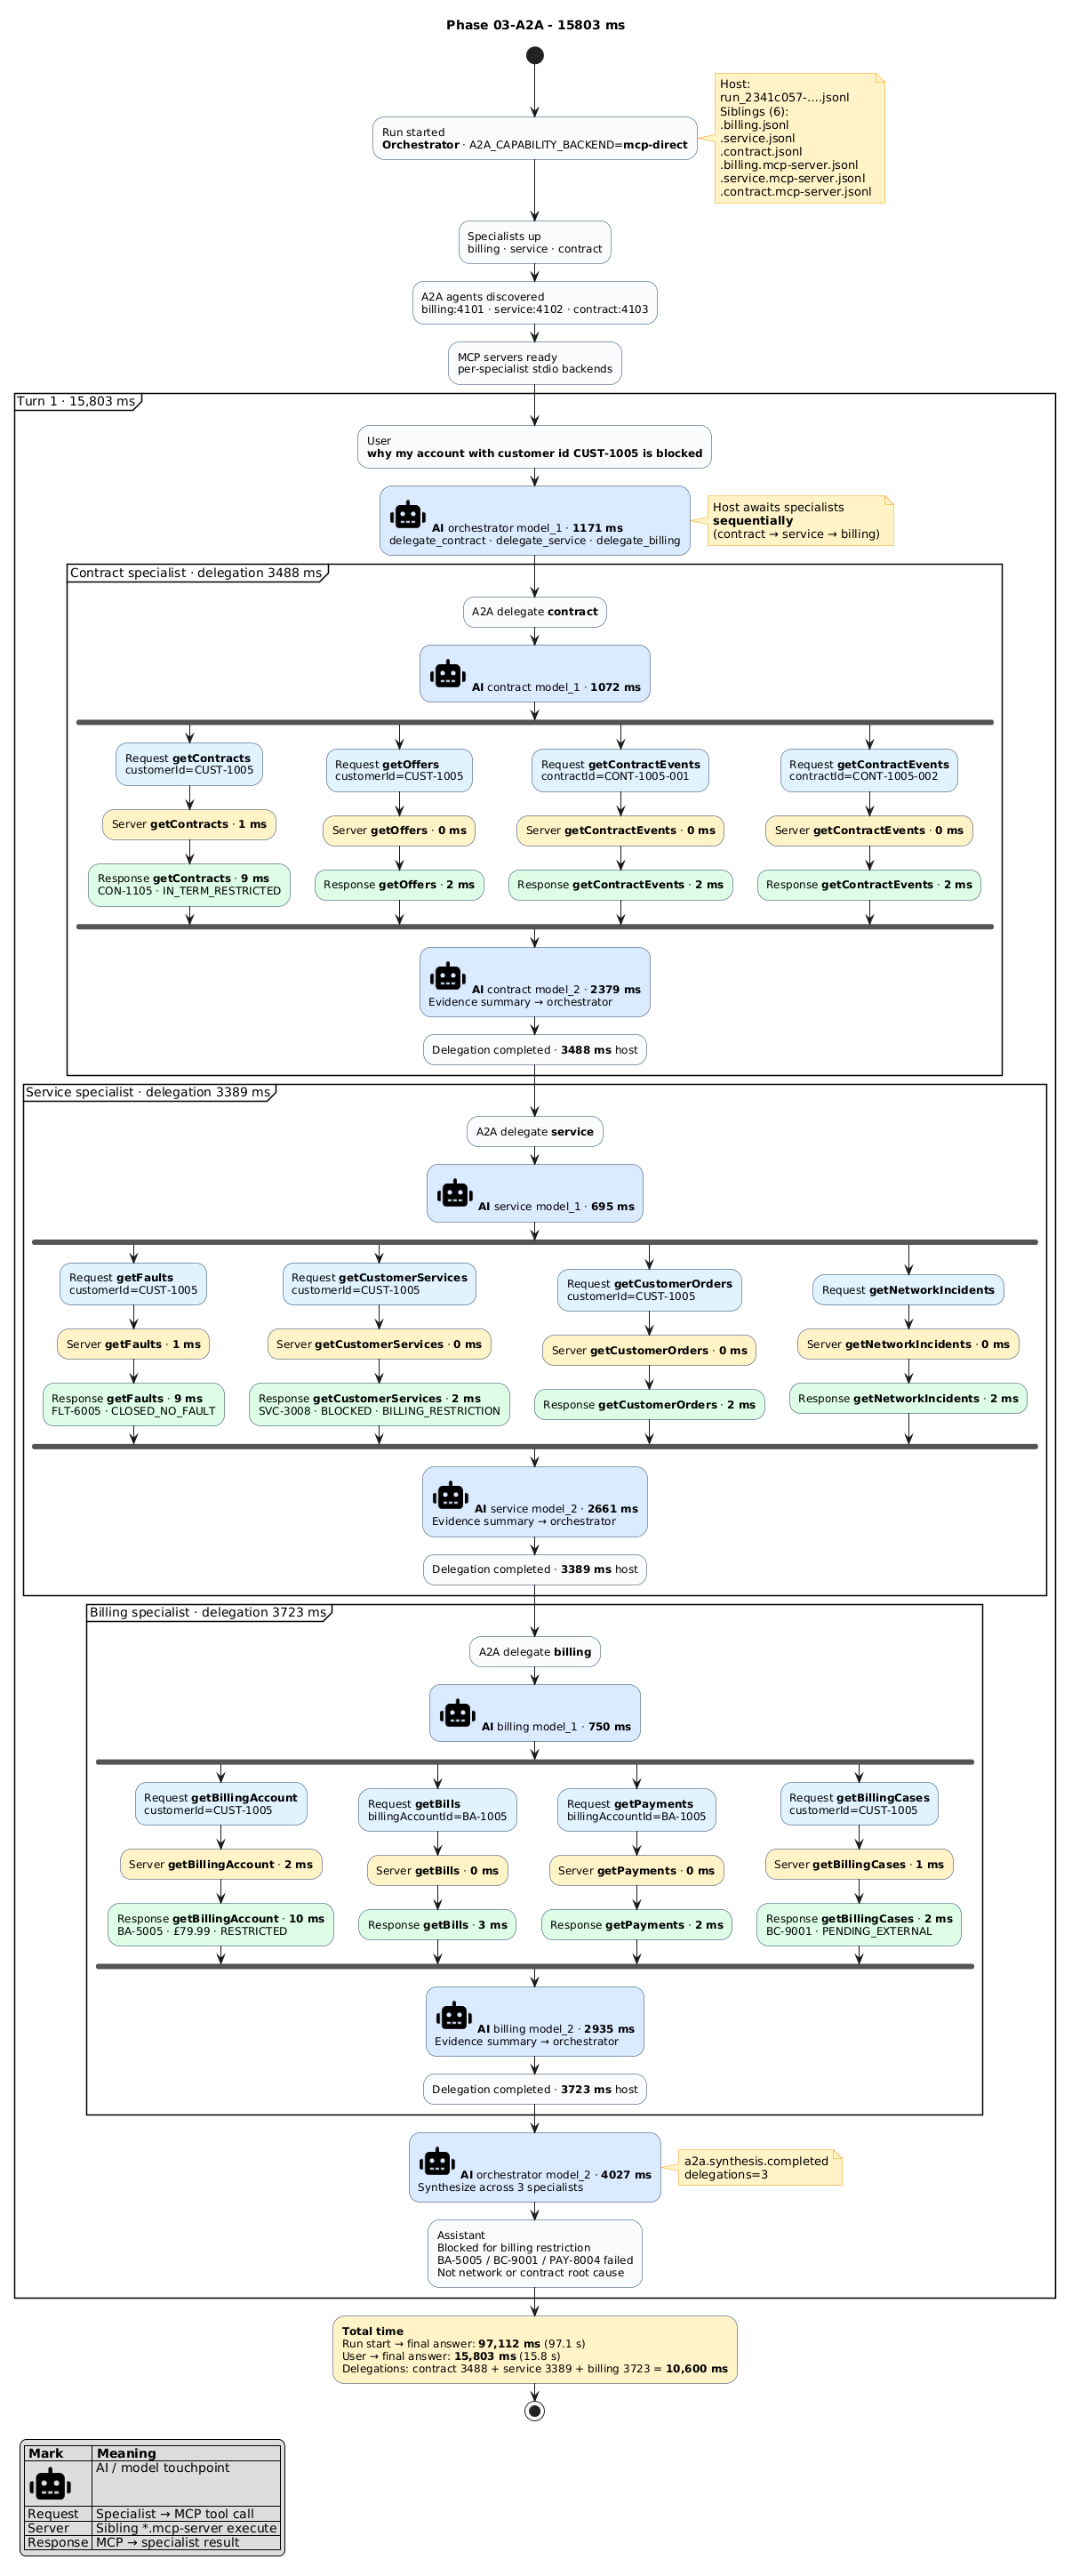 Phase 03-A2A - 15803 ms
Host:
run_2341c057-....jsonl
Siblings (6):
.billing.jsonl
.service.jsonl
.contract.jsonl
.billing.mcp-server.jsonl
.service.mcp-server.jsonl
.contract.mcp-server.jsonl
Run started
Orchestrator · A2A_CAPABILITY_BACKEND=mcp-direct
Specialists up
billing · service · contract
A2A agents discovered
billing:4101 · service:4102 · contract:4103
MCP servers ready
per-specialist stdio backends
Turn 1 · 15,803 ms
User
why my account with customer id CUST-1005 is blocked
AI orchestrator model_1 · 1171 ms
delegate_contract · delegate_service · delegate_billing
Host awaits specialists
sequentially
(contract → service → billing)
Contract specialist · delegation 3488 ms
A2A delegate contract
AI contract model_1 · 1072 ms
Request getContracts
customerId=CUST-1005
Server getContracts · 1 ms
Response getContracts · 9 ms
CON-1105 · IN_TERM_RESTRICTED
Request getOffers
customerId=CUST-1005
Server getOffers · 0 ms
Response getOffers · 2 ms
Request getContractEvents
contractId=CONT-1005-001
Server getContractEvents · 0 ms
Response getContractEvents · 2 ms
Request getContractEvents
contractId=CONT-1005-002
Server getContractEvents · 0 ms
Response getContractEvents · 2 ms
AI contract model_2 · 2379 ms
Evidence summary → orchestrator
Delegation completed · 3488 ms host
Service specialist · delegation 3389 ms
A2A delegate service
AI service model_1 · 695 ms
Request getFaults
customerId=CUST-1005
Server getFaults · 1 ms
Response getFaults · 9 ms
FLT-6005 · CLOSED_NO_FAULT
Request getCustomerServices
customerId=CUST-1005
Server getCustomerServices · 0 ms
Response getCustomerServices · 2 ms
SVC-3008 · BLOCKED · BILLING_RESTRICTION
Request getCustomerOrders
customerId=CUST-1005
Server getCustomerOrders · 0 ms
Response getCustomerOrders · 2 ms
Request getNetworkIncidents
Server getNetworkIncidents · 0 ms
Response getNetworkIncidents · 2 ms
AI service model_2 · 2661 ms
Evidence summary → orchestrator
Delegation completed · 3389 ms host
Billing specialist · delegation 3723 ms
A2A delegate billing
AI billing model_1 · 750 ms
Request getBillingAccount
customerId=CUST-1005
Server getBillingAccount · 2 ms
Response getBillingAccount · 10 ms
BA-5005 · £79.99 · RESTRICTED
Request getBills
billingAccountId=BA-1005
Server getBills · 0 ms
Response getBills · 3 ms
Request getPayments
billingAccountId=BA-1005
Server getPayments · 0 ms
Response getPayments · 2 ms
Request getBillingCases
customerId=CUST-1005
Server getBillingCases · 1 ms
Response getBillingCases · 2 ms
BC-9001 · PENDING_EXTERNAL
AI billing model_2 · 2935 ms
Evidence summary → orchestrator
Delegation completed · 3723 ms host
AI orchestrator model_2 · 4027 ms
Synthesize across 3 specialists
a2a.synthesis.completed
delegations=3
Assistant
Blocked for billing restriction
BA-5005 / BC-9001 / PAY-8004 failed
Not network or contract root cause
Total time
Run start → final answer: 97,112 ms (97.1 s)
User → final answer: 15,803 ms (15.8 s)
Delegations: contract 3488 + service 3389 + billing 3723 = 10,600 ms
Mark Meaning
AI / model touchpoint
Request Specialist → MCP tool call
Server Sibling *.mcp-server execute
Response MCP → specialist result